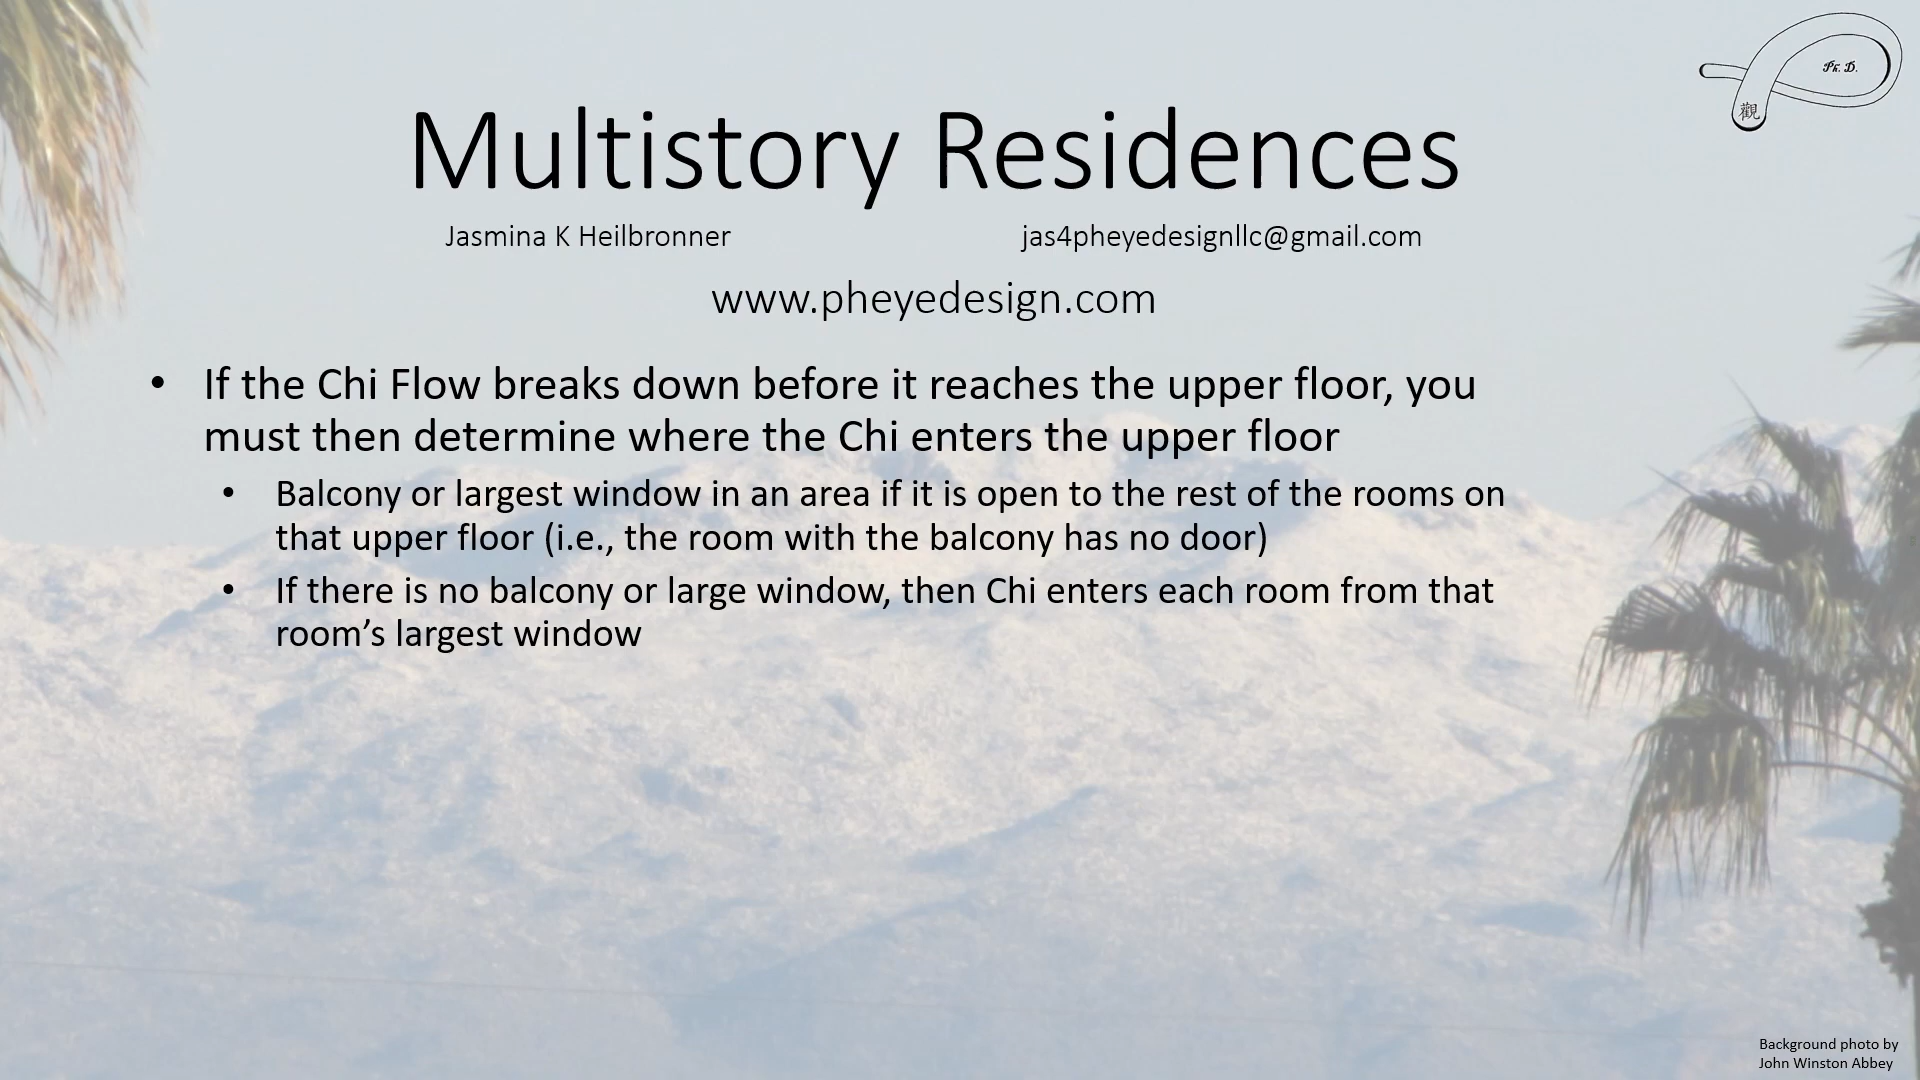 Ph. D.
觀
Multistory Residences
Jasmina K Heilbronner jas4pheyedesignllc@gmail.com
www.pheyedesign.com
• If the Chi Flow breaks down before it reaches the upper floor, you
must then determine where the Chi enters the upper floor
• Balcony or largest window in an area if it is open to the rest of the rooms on
that upper floor (i.e., the room with the balcony has no door)
• If there is no balcony or large window, then Chi enters each room from that
room’s largest window
Background photo by
John Winston Abbey